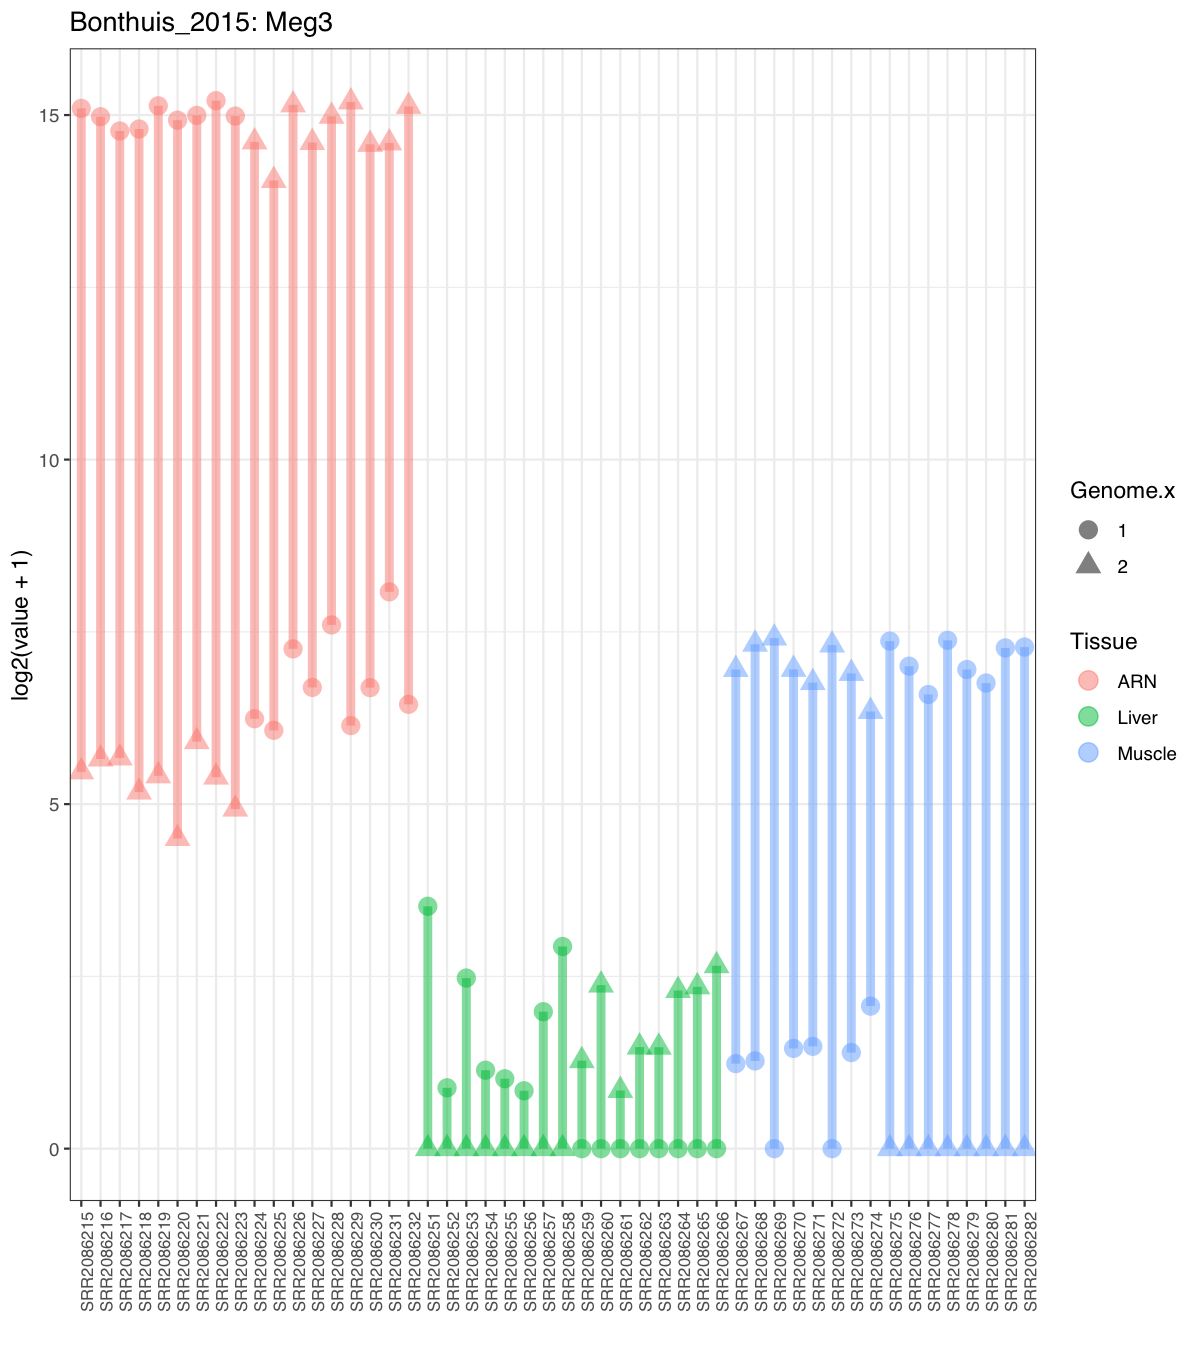 Bonthuis_2015: Meg3
log2(value + 1)
15
10
5
0
SRR2086215
SRR2086216
SRR2086217
SRR2086218
SRR2086219
SRR2086220
SRR2086221
SRR2086222
SRR2086223
SRR2086224
SRR2086225
SRR2086226
SRR2086227
SRR2086228
SRR2086229
SRR2086230
SRR2086231
SRR2086232
SRR2086251
SRR2086252
SRR2086253
SRR2086254
SRR2086255
SRR2086256
SRR2086257
SRR2086258
SRR2086259
SRR2086260
SRR2086261
SRR2086262
SRR2086263
SRR2086264
SRR2086265
SRR2086266
SRR2086267
SRR2086268
SRR2086269
SRR2086270
SRR2086271
SRR2086272
SRR2086273
SRR2086274
SRR2086275
SRR2086276
SRR2086277
SRR2086278
SRR2086279
SRR2086280
SRR2086281
SRR2086282
Genome.x
1
2
Tissue
ARN
Liver
Muscle